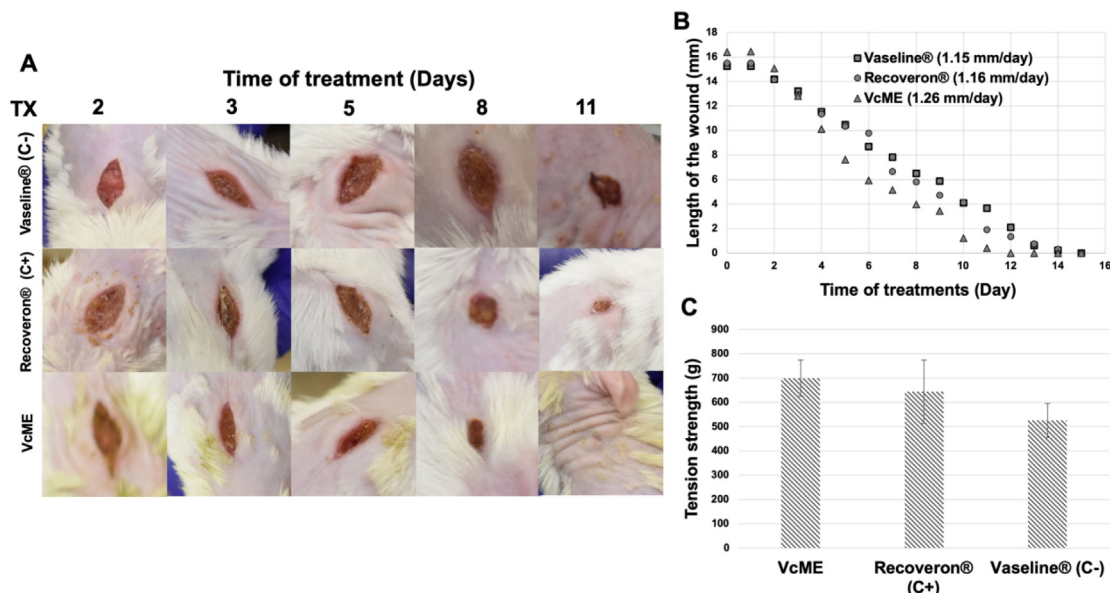 A
Time of treatment (Days)
TX
2 3 5 8 11
Vaseline® (C-)
Recoveron® (C+)
VcME
B
Length of the wound (mm)
18
16
14
12
10
8
6
4
2
0
Vaseline® (1.15 mm/day)
Recoveron® (1.16 mm/day)
VcME (1.26 mm/day)
0 2 4 6 8 10 12 14 16
Time of treatments (Day)
C
Tension strength (g)
900
800
700
600
500
400
300
200
100
0
VcME
Recoveron®
(C+)
Vaseline® (C-)